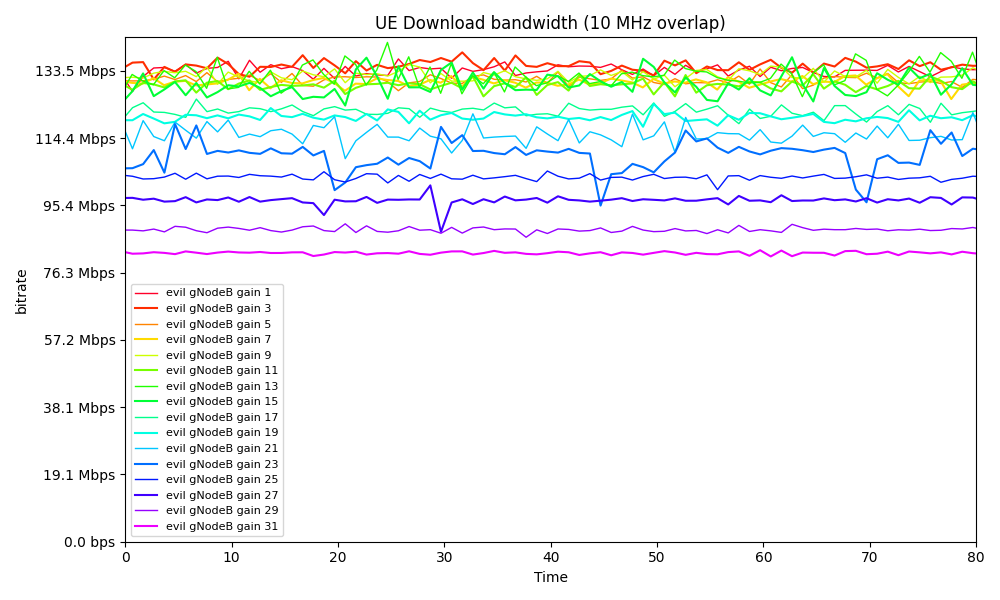 UE Download bandwidth (10 MHz overlap)
133.5 Mbps
114.4 Mbps
95.4 Mbps
76.3 Mbps
57.2 Mbps
38.1 Mbps
19.1 Mbps
0.0 bps
bitrate
evil gNodeB gain 1
evil gNodeB gain 3
evil gNodeB gain 5
evil gNodeB gain 7
evil gNodeB gain 9
evil gNodeB gain 11
evil gNodeB gain 13
evil gNodeB gain 15
evil gNodeB gain 17
evil gNodeB gain 19
evil gNodeB gain 21
evil gNodeB gain 23
evil gNodeB gain 25
evil gNodeB gain 27
evil gNodeB gain 29
evil gNodeB gain 31
0 10 20 30 40 50 60 70 80
Time